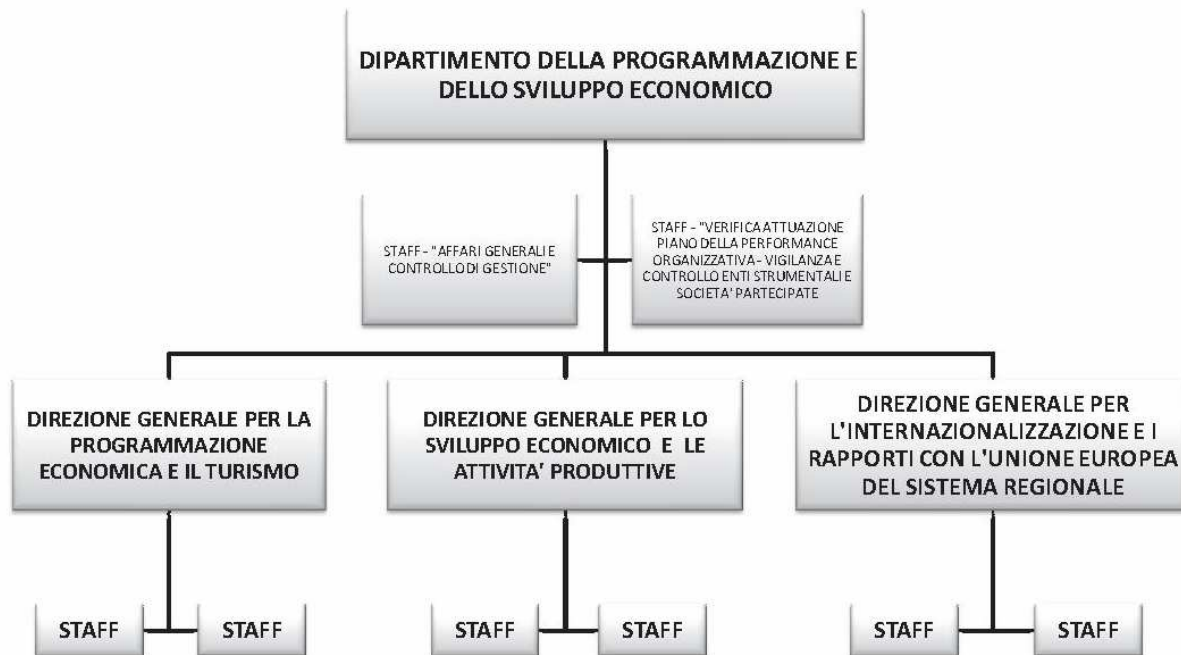 DIPARTIMENTO DELLA PROGRAMMAZIONE E
DELLO SVILUPPO ECONOMICO
STAFF - "AFFARI GENERALI E
CONTROLLO DI GESTIONE"
STAFF - "VERIFICA ATTUAZIONE
PIANO DELLA PERFORMANCE
ORGANIZZATIVA - VIGILANZA E
CONTROLLO ENTI STRUMENTALI E
SOCIETA' PARTECIPATE
DIREZIONE GENERALE PER LA
PROGRAMMAZIONE
ECONOMICA E IL TURISMO
DIREZIONE GENERALE PER LO
SVILUPPO ECONOMICO E LE
ATTIVITA' PRODUTTIVE
DIREZIONE GENERALE PER
L'INTERNAZIONALIZZAZIONE E I
RAPPORTI CON L'UNIONE EUROPEA
DEL SISTEMA REGIONALE
STAFF
STAFF
STAFF
STAFF
STAFF
STAFF